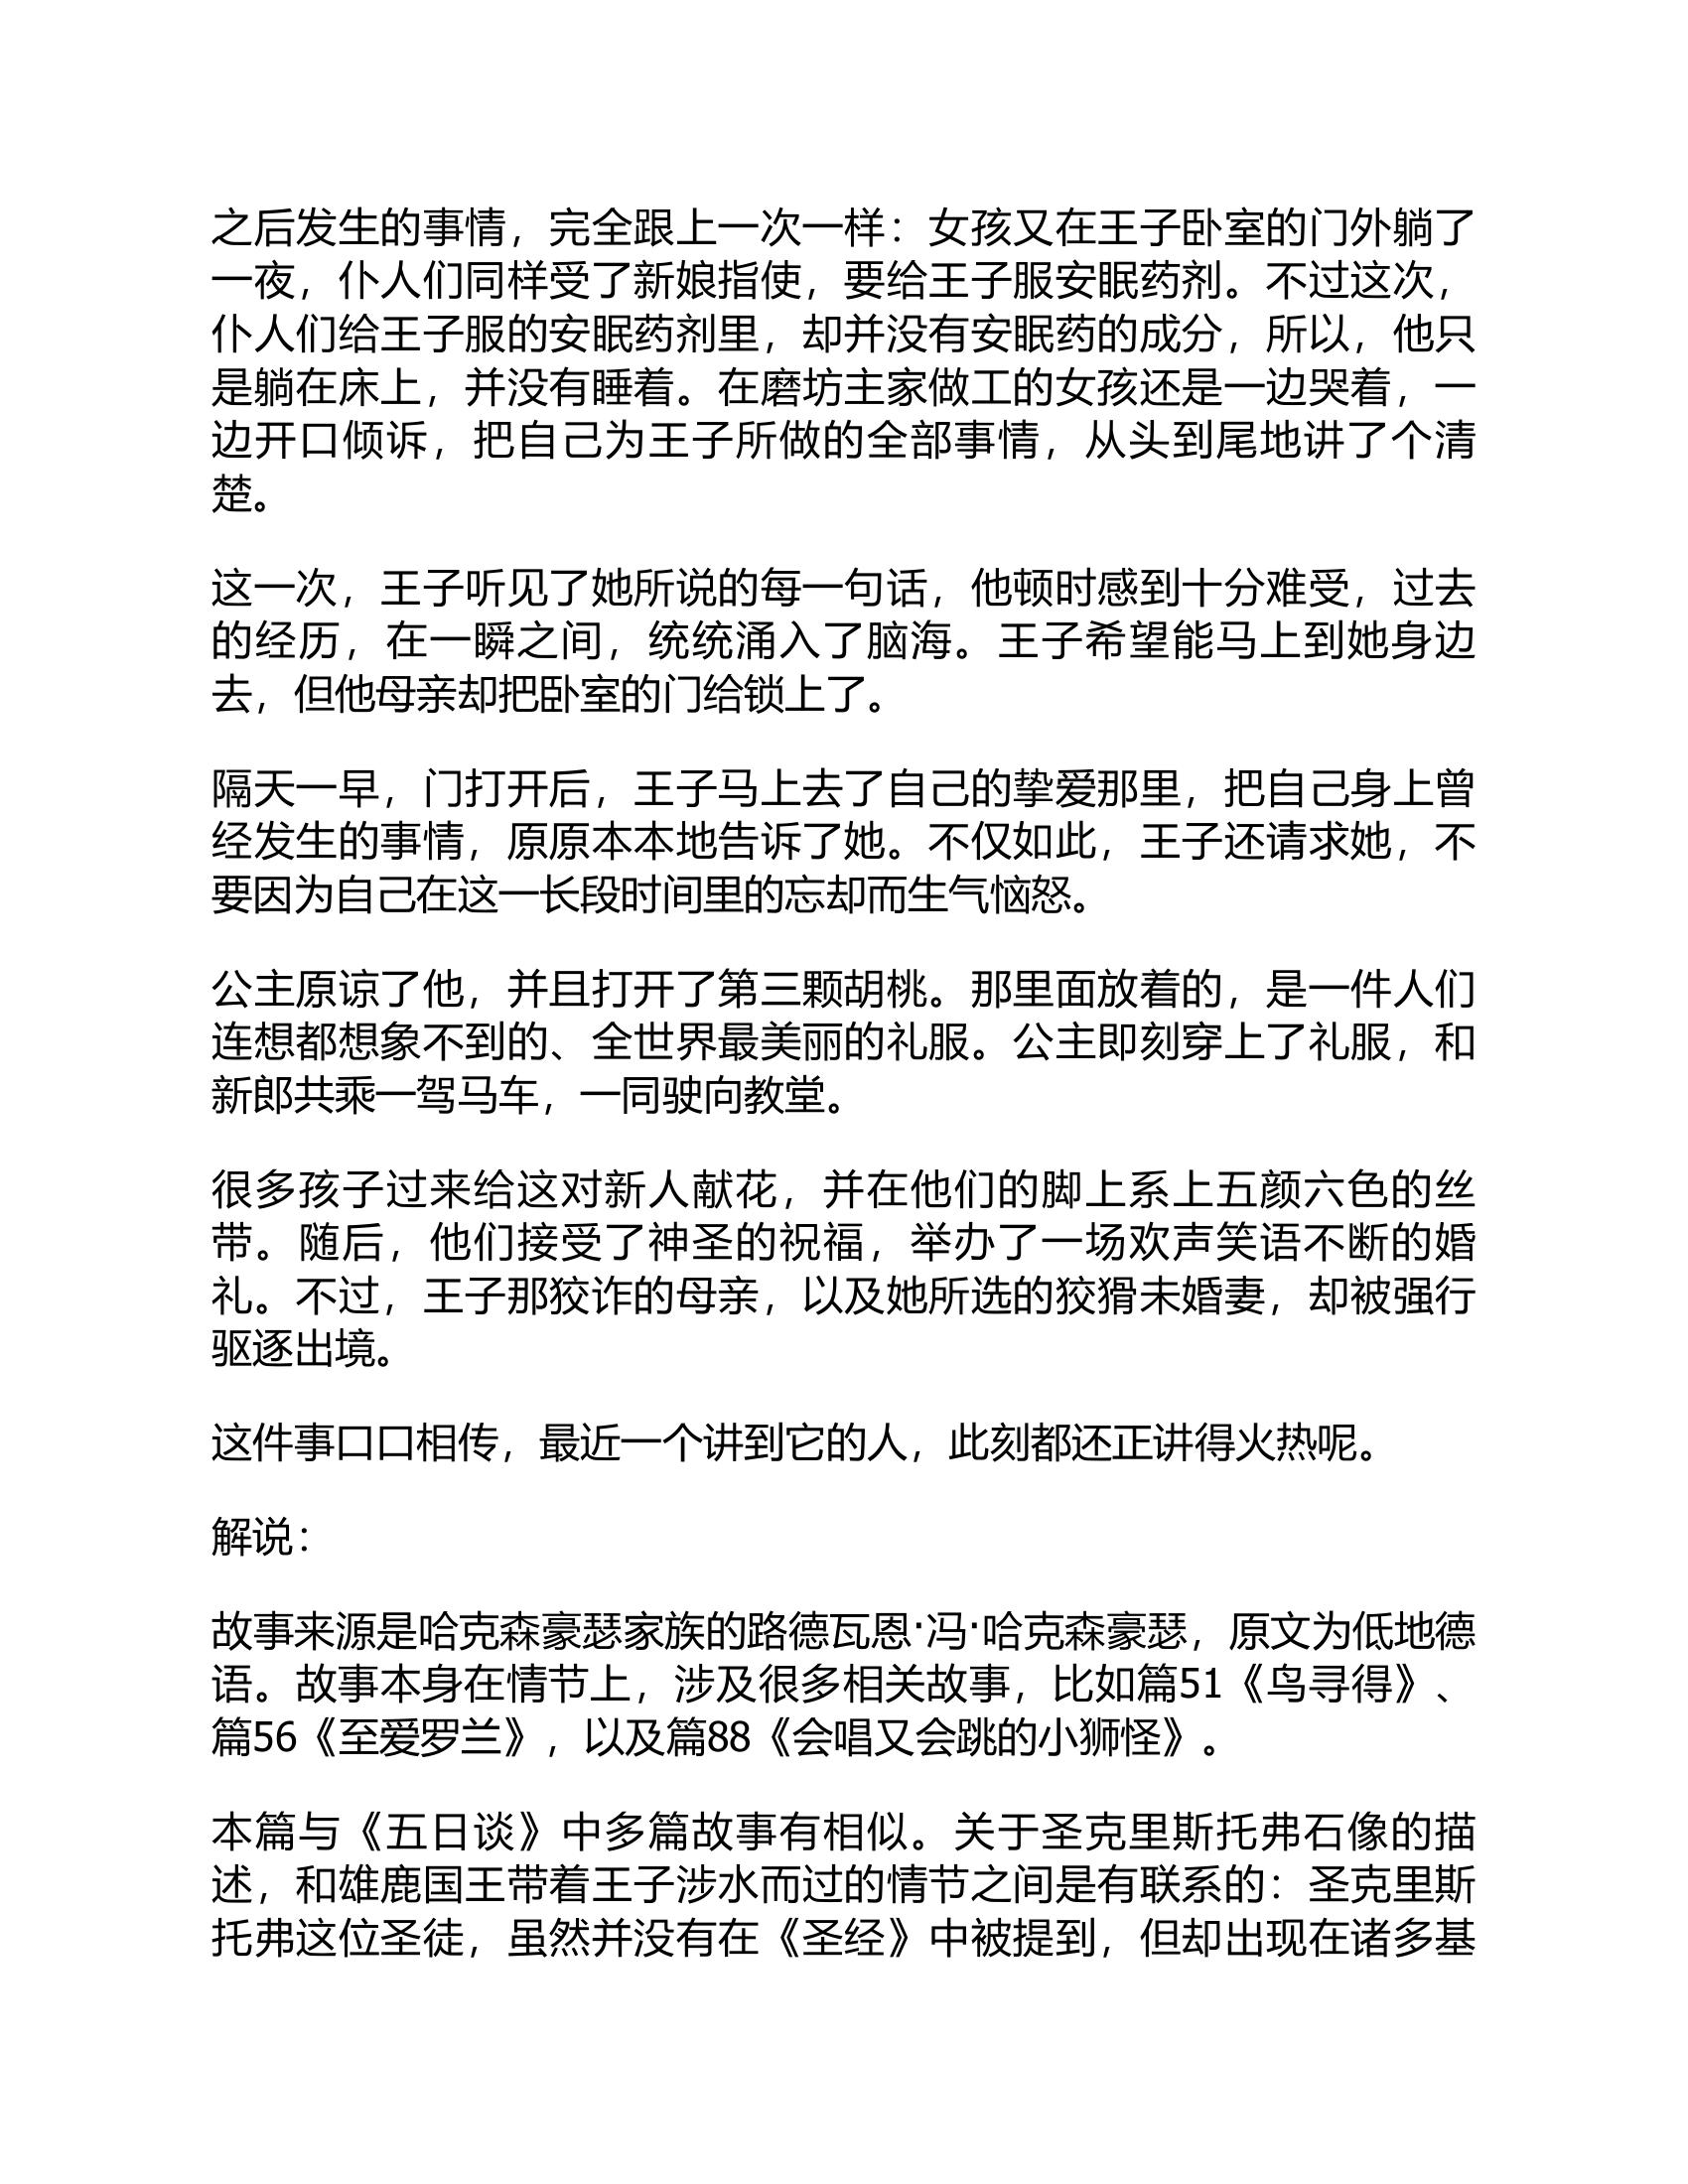 之后发生的事情，完全跟上一次一样：女孩又在王子卧室的门外躺了
一夜，仆人们同样受了新娘指使，要给王子服安眠药剂。不过这次，
仆人们给王子服的安眠药剂里，却并没有安眠药的成分，所以，他只
是躺在床上，并没有睡着。在磨坊主家做工的女孩还是一边哭着，一
边开口倾诉，把自己为王子所做的全部事情，从头到尾地讲了个清
楚。
这一次，王子听见了她所说的每一句话，他顿时感到十分难受，过去
的经历，在一瞬之间，统统涌入了脑海。王子希望能马上到她身边
去，但他母亲却把卧室的门给锁上了。
隔天一早，门打开后，王子马上去了自己的挚爱那里，把自己身上曾
经发生的事情，原原本本地告诉了她。不仅如此，王子还请求她，不
要因为自己在这一长段时间里的忘却而生气恼怒。
公主原谅了他，并且打开了第三颗胡桃。那里面放着的，是一件人们
连想都想象不到的、全世界最美丽的礼服。公主即刻穿上了礼服，和
新郎共乘一驾马车，一同驶向教堂。
很多孩子过来给这对新人献花，并在他们的脚上系上五颜六色的丝
带。随后，他们接受了神圣的祝福，举办了一场欢声笑语不断的婚
礼。不过，王子那狡诈的母亲，以及她所选的狡猾未婚妻，却被强行
驱逐出境。
这件事口口相传，最近一个讲到它的人，此刻都还正讲得火热呢。
解说：
故事来源是哈克森豪瑟家族的路德瓦恩·冯·哈克森豪瑟，原文为低地德
语。故事本身在情节上，涉及很多相关故事，比如篇51《鸟寻得》、
篇56《至爱罗兰》，以及篇88《会唱又会跳的小狮怪》。
本篇与《五日谈》中多篇故事有相似。关于圣克里斯托弗石像的描
述，和雄鹿国王带着王子涉水而过的情节之间是有联系的：圣克里斯
托弗这位圣徒，虽然并没有在《圣经》中被提到，但却出现在诸多基